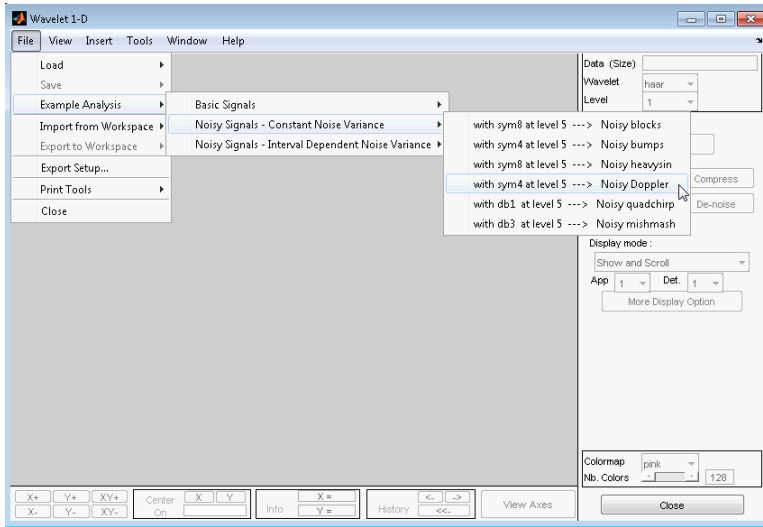 Wavelet 1-D
File View Insert Tools Window Help
Load
Save
Example Analysis
Import from Workspace
Export to Workspace
Export Setup...
Print Tools
Close
Basic Signals
Noisy Signals - Constant Noise Variance
Noisy Signals - Interval Dependent Noise Variance
with sym8 at level 5 ---> Noisy blocks
with sym4 at level 5 ---> Noisy bumps
with sym8 at level 5 ---> Noisy heavysin
with sym4 at level 5 ---> Noisy Doppler
with db1 at level 5 ---> Noisy quadchirp
with db3 at level 5 ---> Noisy mishmash
Data (Size)
Wavelet haar
Level 1
Compress
De-noise
Display mode :
Show and Scroll
App 1 Det. 1
More Display Option
Colormap pink
Nb. Colors 128
Close
X+ Y+ XY+
X- Y- XY-
Center On X Y
Info X = Y =
History <- -> <<-
View Axes